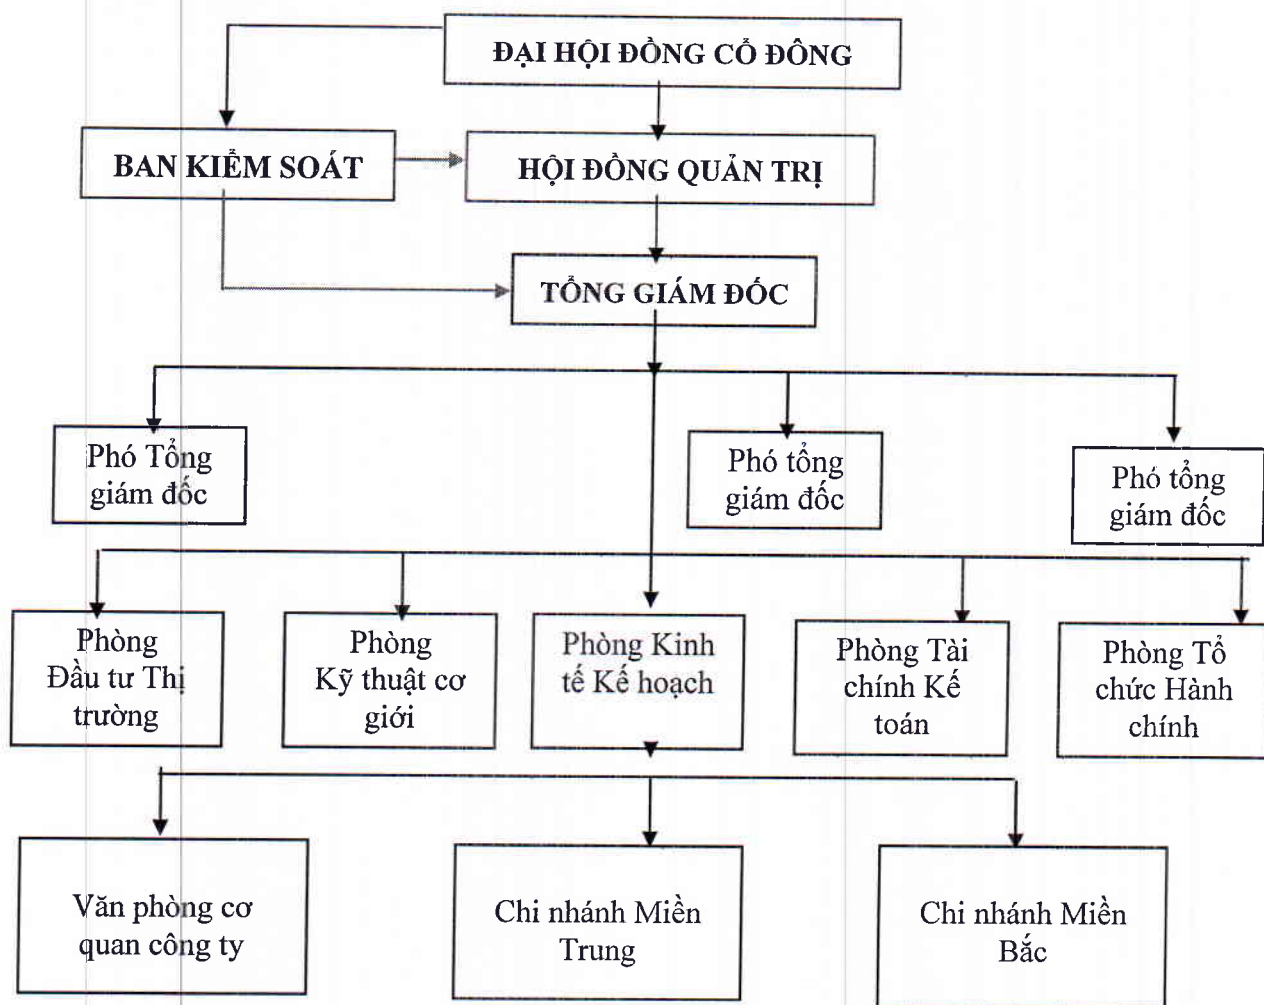 ĐẠI HỘI ĐỒNG CỔ ĐÔNG
BAN KIỂM SOÁT
HỘI ĐỒNG QUẢN TRỊ
TỔNG GIÁM ĐỐC
Phó Tổng
giám đốc
Phó tổng
giám đốc
Phó tổng
giám đốc
Phòng
Đầu tư Thị
trường
Phòng
Kỹ thuật cơ
giới
Phòng Kinh
tế Kế hoạch
Phòng Tài
chính Kế
toán
Phòng Tổ
chức Hành
chính
Văn phòng cơ
quan công ty
Chi nhánh Miền
Trung
Chi nhánh Miền
Bắc